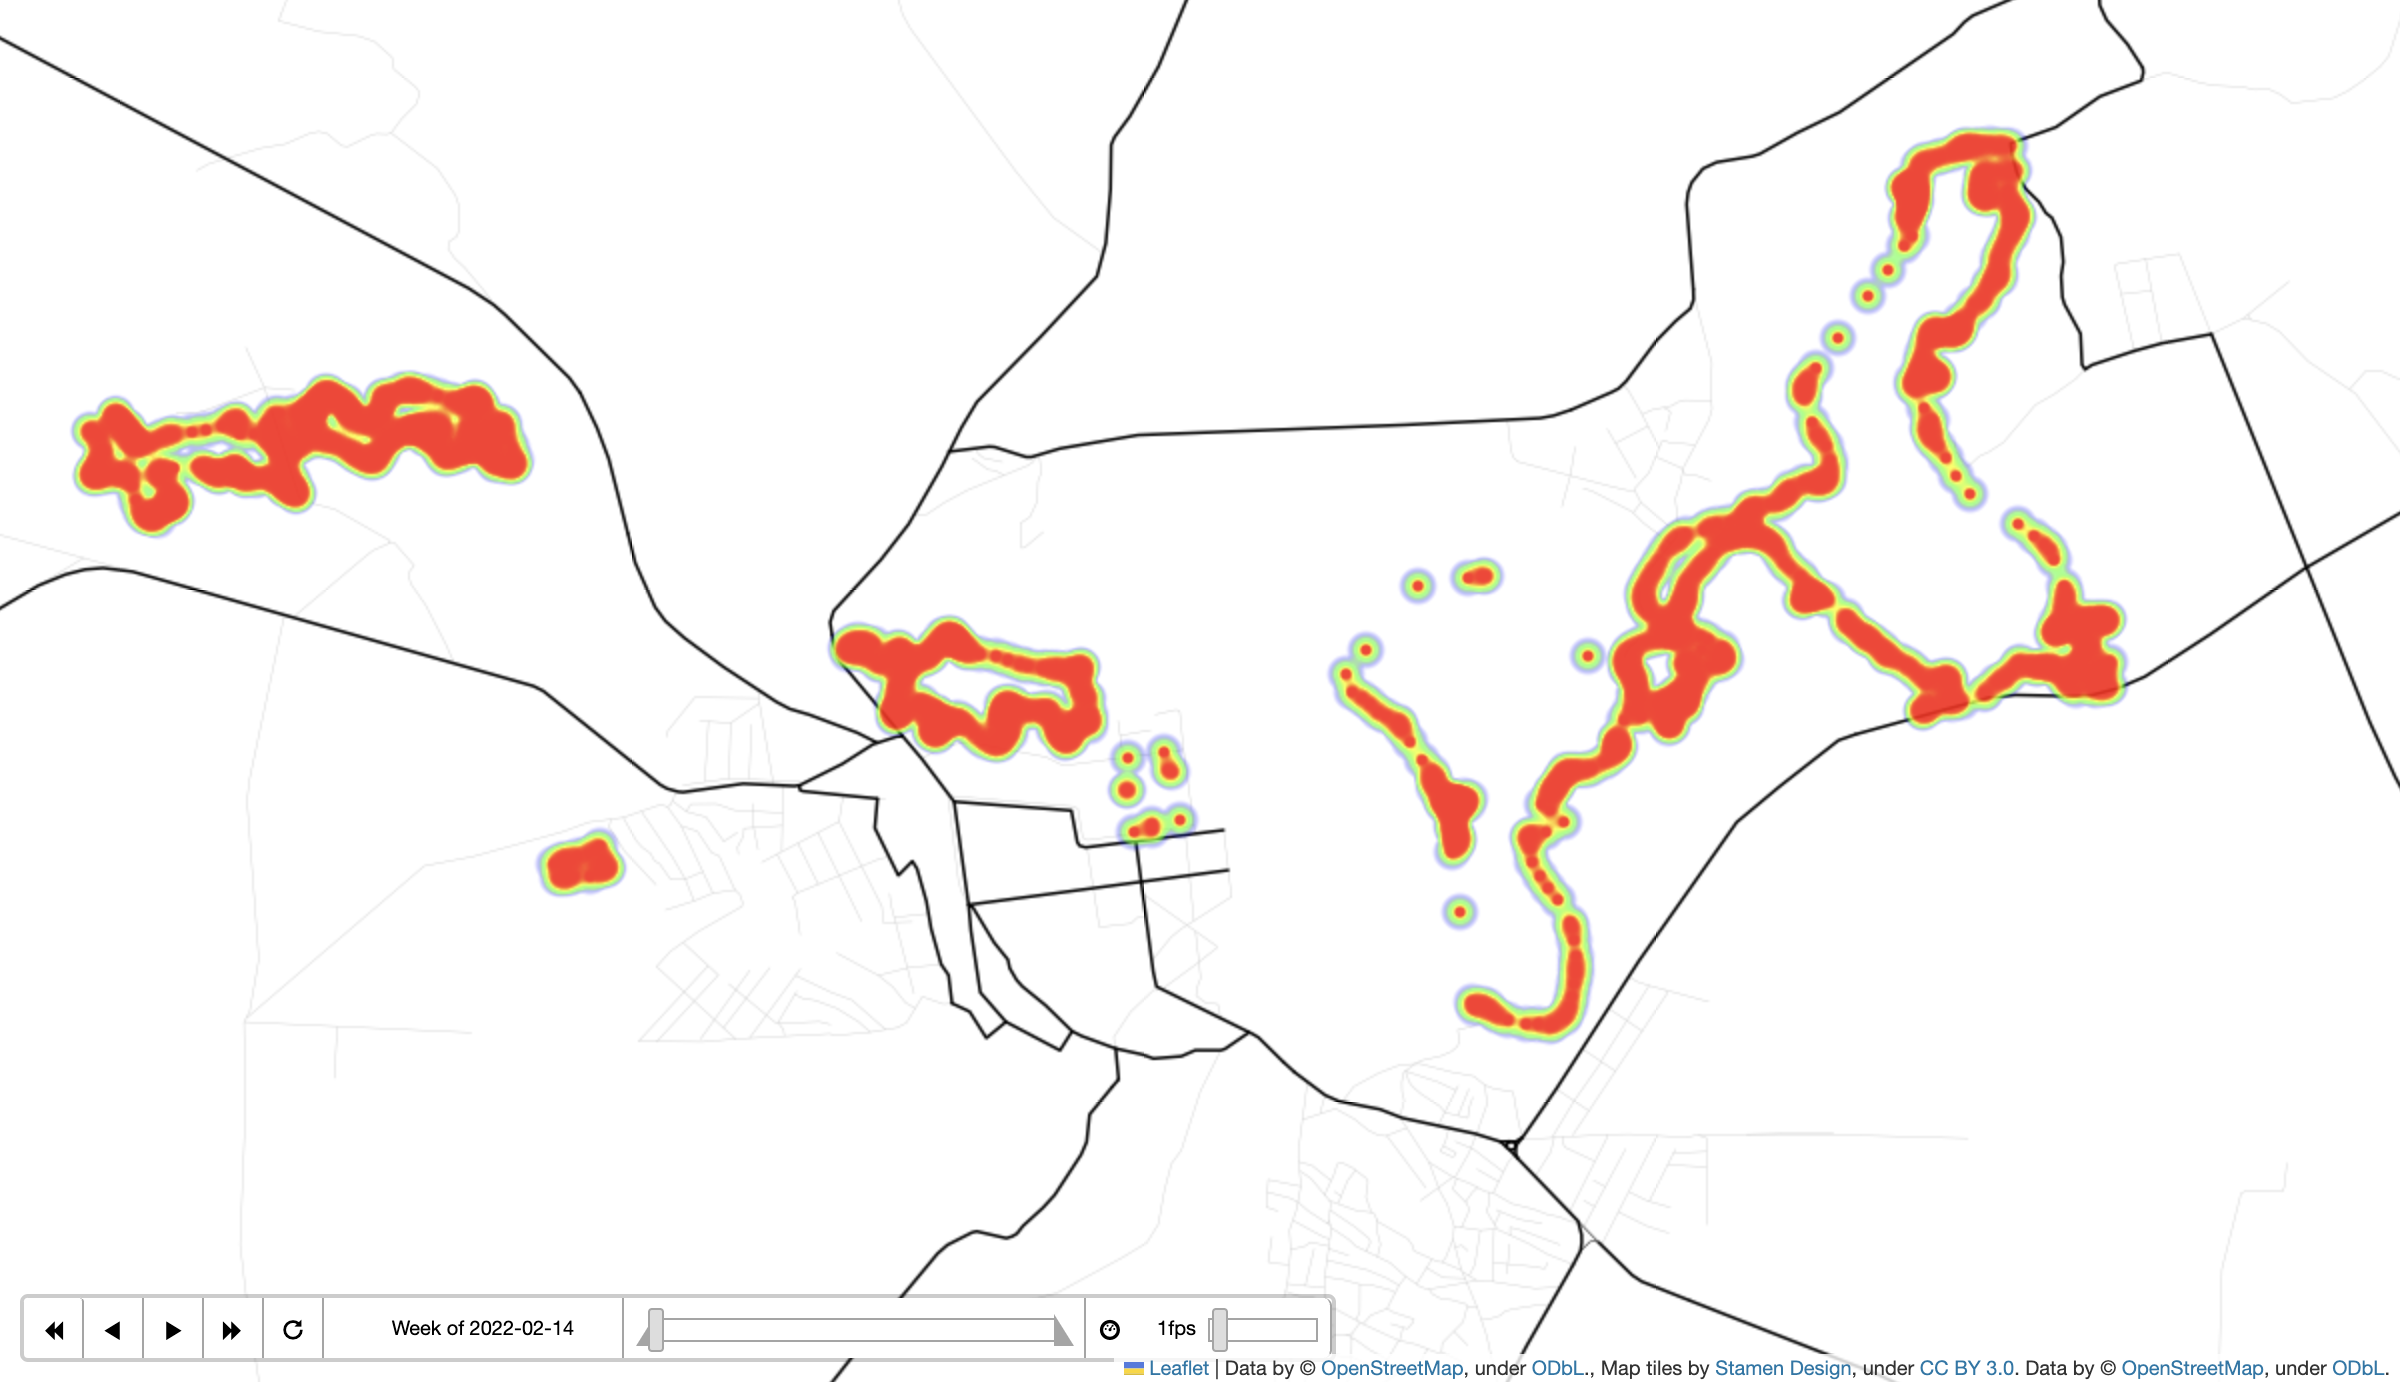 Week of 2022-02-14
1fps
Leaflet | Data by © OpenStreetMap, under ODbL., Map tiles by Stamen Design, under CC BY 3.0. Data by © OpenStreetMap, under ODbL.